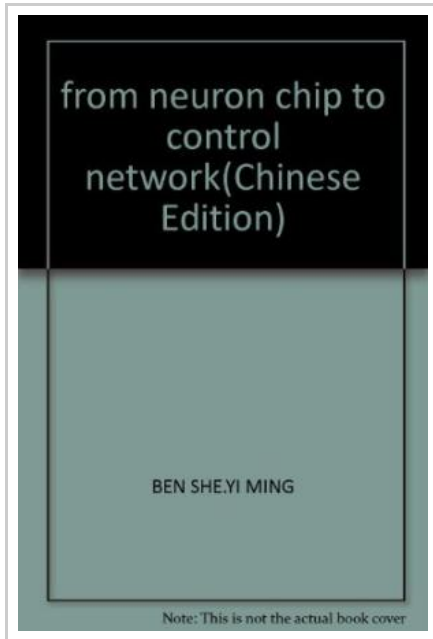 from neuron chip to
control
network(Chinese
Edition)
BEN SHE.YI MING
Note: This is not the actual book cover